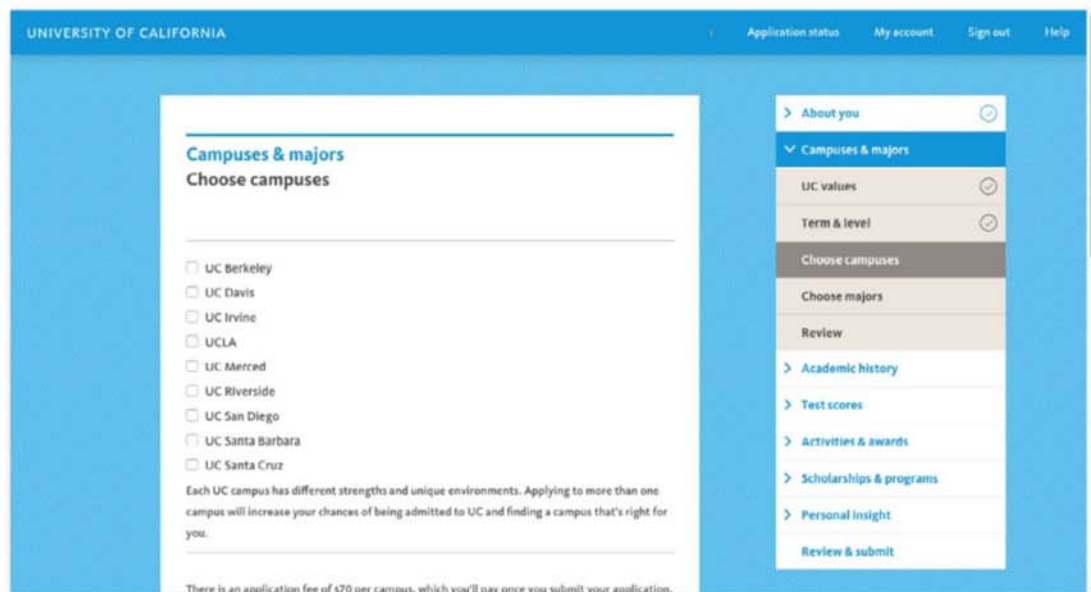 UNIVERSITY OF CALIFORNIA
Application status
My account
Sign out
Help
Campuses & majors
Choose campuses
UC Berkeley
UC Davis
UC Irvine
UCLA
UC Merced
UC Riverside
UC San Diego
UC Santa Barbara
UC Santa Cruz
Each UC campus has different strengths and unique environments. Applying to more than one
campus will increase your chances of being admitted to UC and finding a campus that's right for
you.
There is an application fee of $70 per campus, which you'll pay once you submit your application.
About you
Campuses & majors
UC values
Term & level
Choose campuses
Choose majors
Review
Academic history
Test scores
Activities & awards
Scholarships & programs
Personal insight
Review & submit